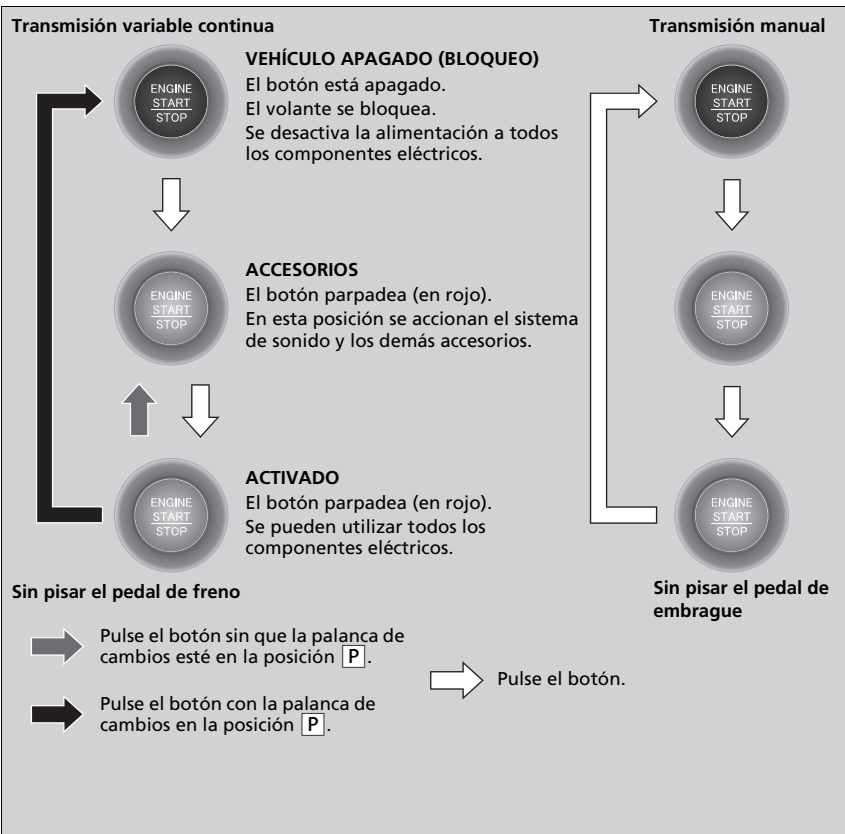 Transmisión variable continua
Transmisión manual
ENGINE
START
STOP
VEHÍCULO APAGADO (BLOQUEO)
El botón está apagado.
El volante se bloquea.
Se desactiva la alimentación a todos
los componentes eléctricos.
ENGINE
START
STOP
ENGINE
START
STOP
ACCESORIOS
El botón parpadea (en rojo).
En esta posición se accionan el sistema
de sonido y los demás accesorios.
ENGINE
START
STOP
ENGINE
START
STOP
ACTIVADO
El botón parpadea (en rojo).
Se pueden utilizar todos los
componentes eléctricos.
ENGINE
START
STOP
Sin pisar el pedal de freno
Sin pisar el pedal de
embrague
Pulse el botón sin que la palanca de
cambios esté en la posición P.
Pulse el botón.
Pulse el botón con la palanca de
cambios en la posición P.